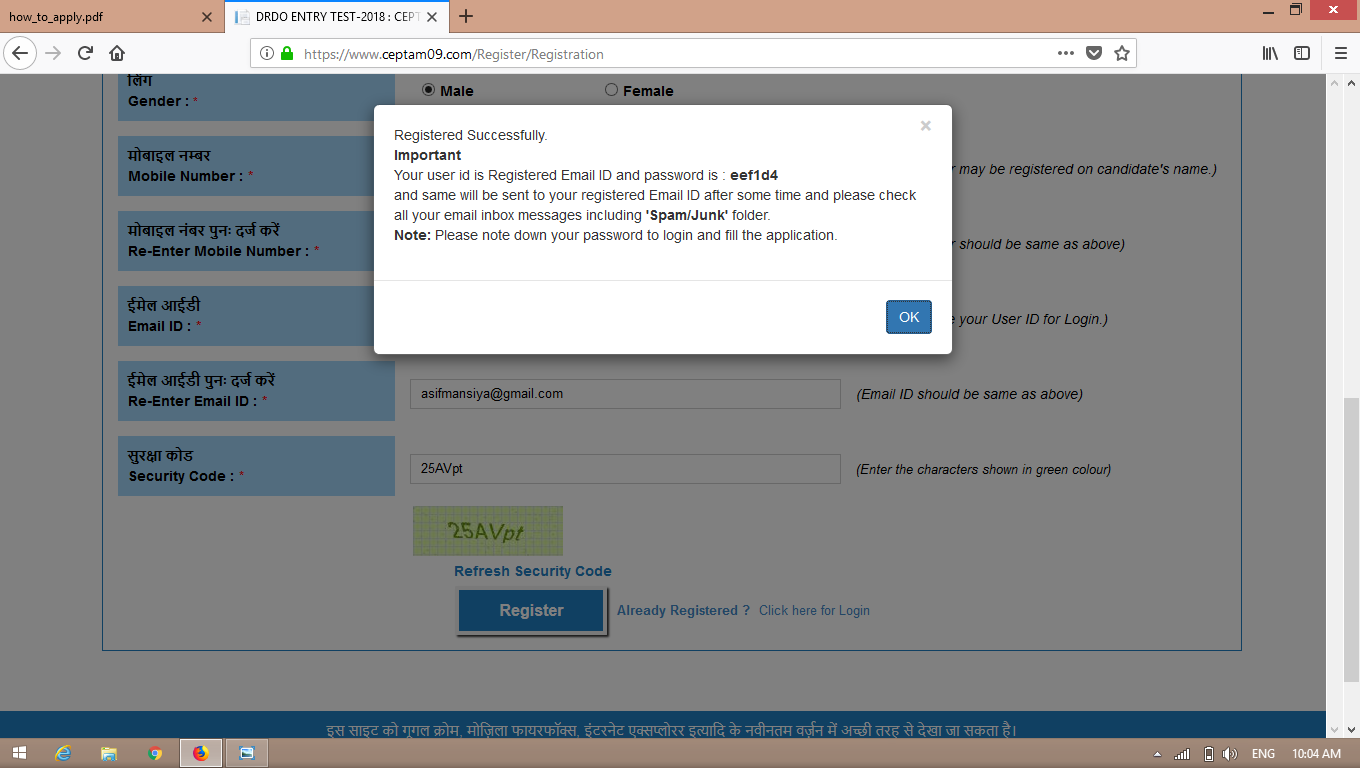 how_to_apply.pdf
DRDO ENTRY TEST-2018 : CEPT
https://www.ceptam09.com/Register/Registration
लिंग
Gender : *
Male
Female
Registered Successfully.
Important
Your user id is Registered Email ID and password is : eef1d4
and same will be sent to your registered Email ID after some time and please check
all your email inbox messages including 'Spam/Junk' folder.
Note: Please note down your password to login and fill the application.
OK
मोबाइल नम्बर
Mobile Number : *
r may be registered on candidate's name.)
मोबाइल नंबर पुनः दर्ज करें
Re-Enter Mobile Number : *
r should be same as above)
ईमेल आईडी
Email ID : *
e your User ID for Login.)
ईमेल आईडी पुनः दर्ज करें
Re-Enter Email ID : *
asifmansiya@gmail.com
(Email ID should be same as above)
सुरक्षा कोड
Security Code : *
25AVpt
(Enter the characters shown in green colour)
25AVpt
Refresh Security Code
Register
Already Registered ? Click here for Login
इस साइट को गूगल क्रोम, मोज़िला फायरफॉक्स, इंटरनेट एक्सप्लोरर इत्यादि के नवीनतम वर्ज़न में अच्छी तरह से देखा जा सकता है।
ENG
10:04 AM